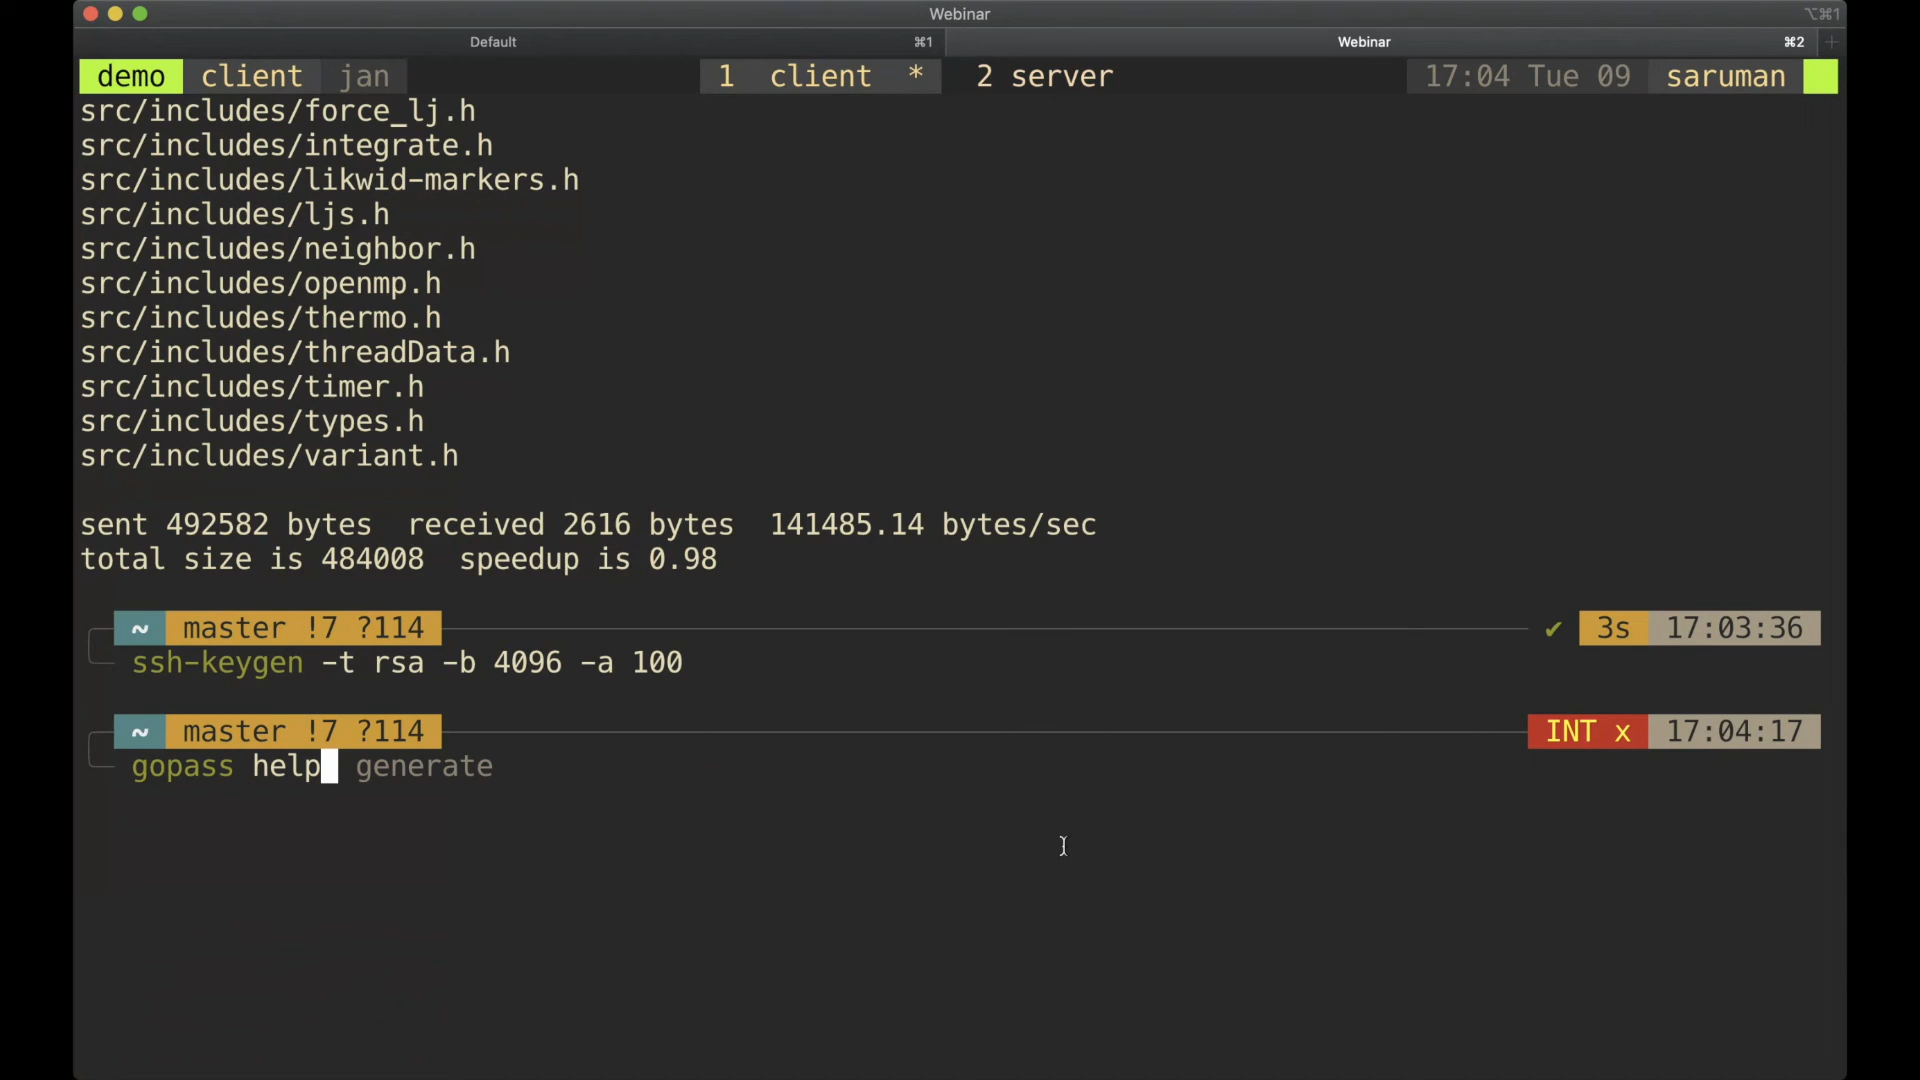 Webinar ⌥⌘1
Default ⌘1 Webinar ⌘2 +
demo client jan 1 client * 2 server 17:04 Tue 09 saruman
src/includes/force_lj.h
src/includes/integrate.h
src/includes/likwid-markers.h
src/includes/ljs.h
src/includes/neighbor.h
src/includes/openmp.h
src/includes/thermo.h
src/includes/threadData.h
src/includes/timer.h
src/includes/types.h
src/includes/variant.h
sent 492582 bytes  received 2616 bytes  141485.14 bytes/sec
total size is 484008  speedup is 0.98
~ master !7 ?114 ✔ 3s 17:03:36
ssh-keygen -t rsa -b 4096 -a 100
~ master !7 ?114 INT x 17:04:17
gopass help generate